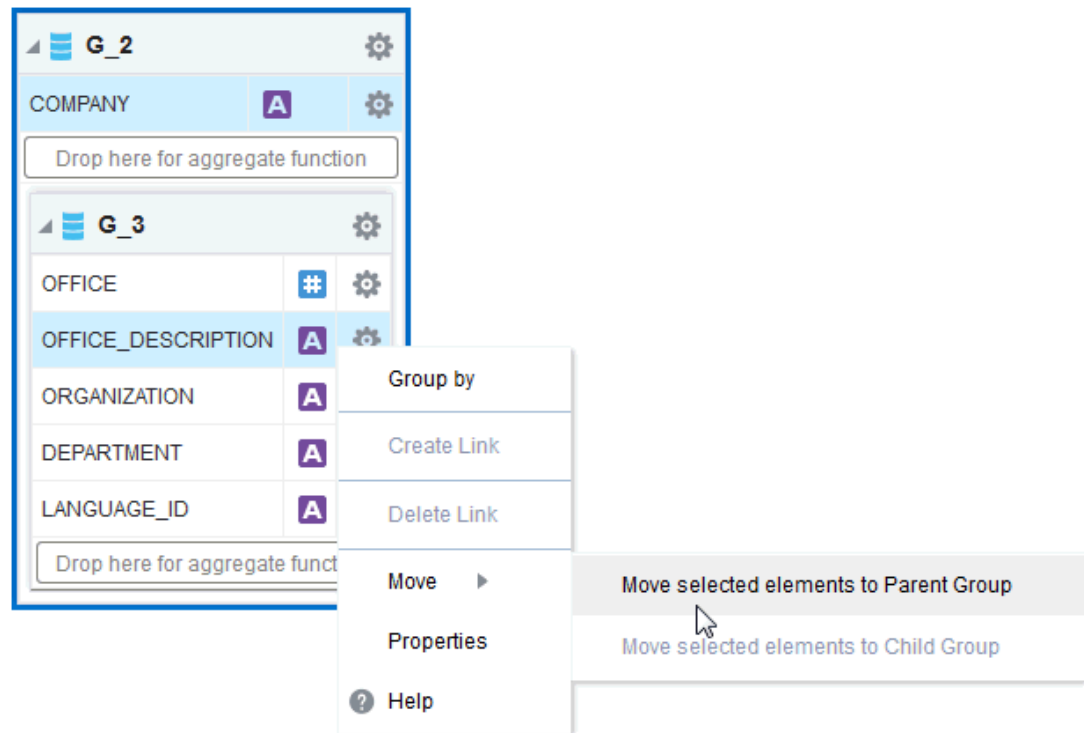 G_2
COMPANY A
Drop here for aggregate function
G_3
OFFICE #
OFFICE_DESCRIPTION A
ORGANIZATION A
DEPARTMENT A
LANGUAGE_ID A
Drop here for aggregate funct
Group by
Create Link
Delete Link
Move
Move selected elements to Parent Group
Move selected elements to Child Group
Properties
? Help